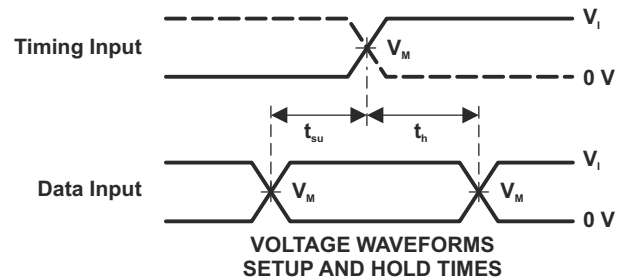 Timing Input
V_I
V_M
0 V
t_su
t_h
V_I
Data Input
V_M
V_M
0 V
VOLTAGE WAVEFORMS
SETUP AND HOLD TIMES